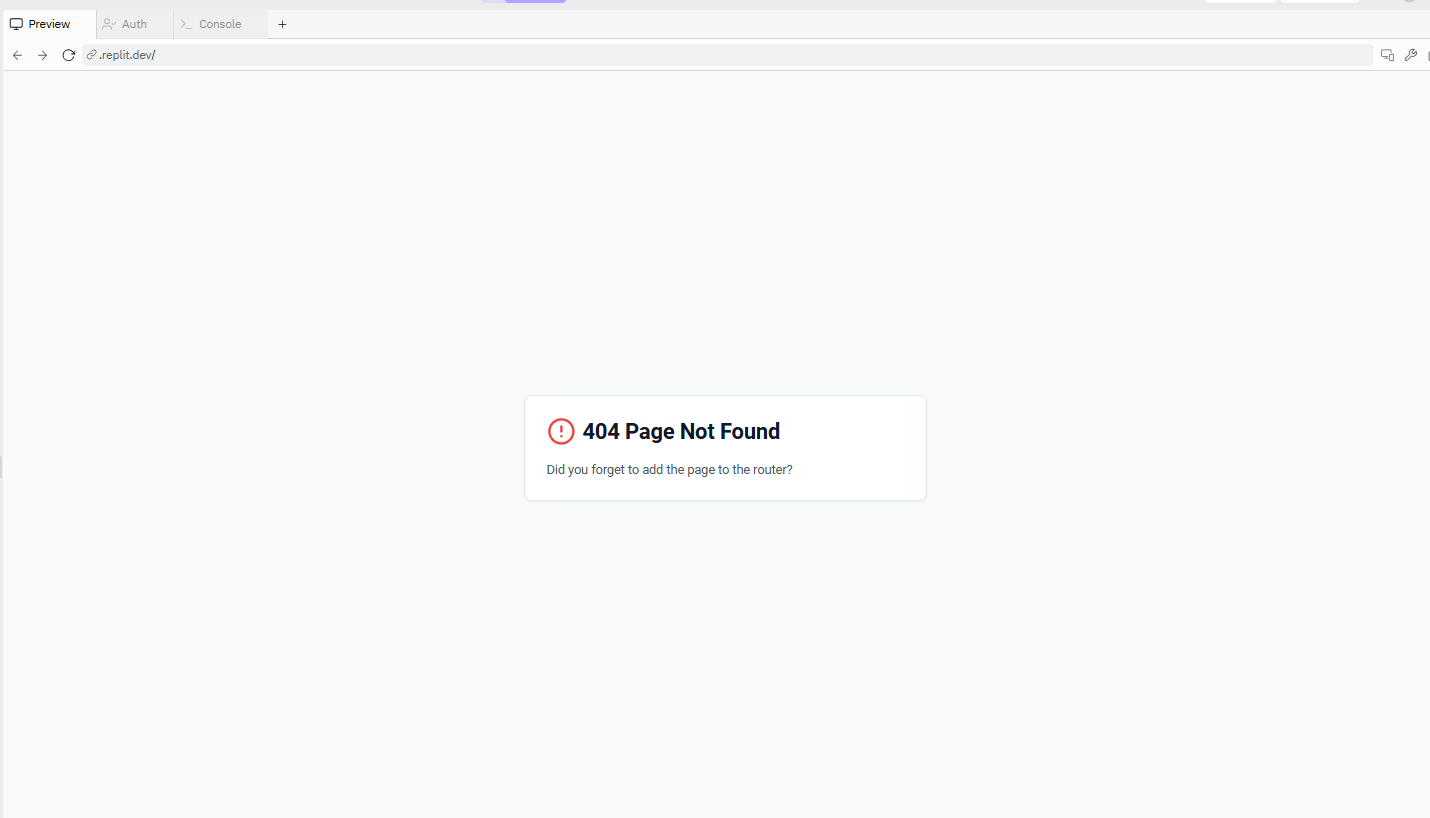 Preview
Auth
Console
.replit.dev/
404 Page Not Found
Did you forget to add the page to the router?